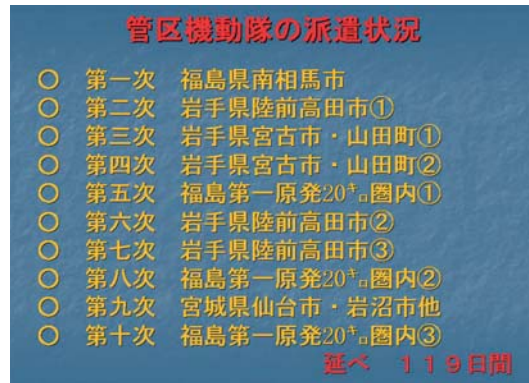 管区機動隊の派遣状況
○ 第一次 福島県南相馬市
○ 第二次 岩手県陸前高田市①
○ 第三次 岩手県宮古市・山田町①
○ 第四次 岩手県宮古市・山田町②
○ 第五次 福島第一原発20㌔圏内①
○ 第六次 岩手県陸前高田市②
○ 第七次 岩手県陸前高田市③
○ 第八次 福島第一原発20㌔圏内②
○ 第九次 宮城県仙台市・岩沼市他
○ 第十次 福島第一原発20㌔圏内③
延べ 119日間